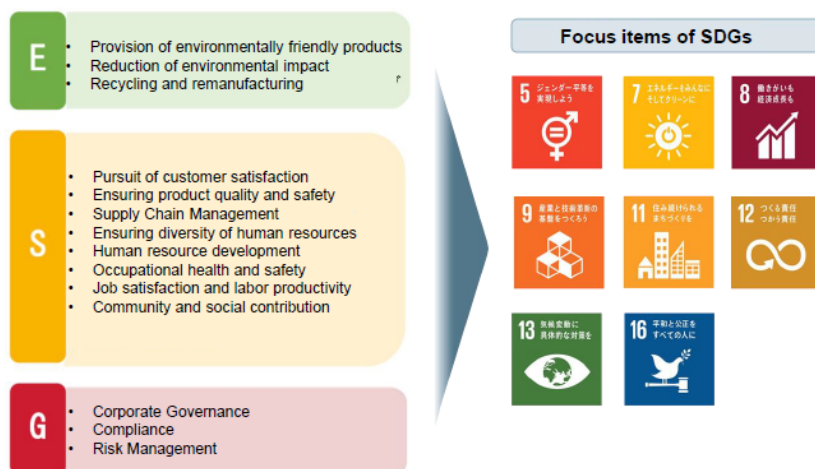 E
• Provision of environmentally friendly products
• Reduction of environmental impact
• Recycling and remanufacturing
S
• Pursuit of customer satisfaction
• Ensuring product quality and safety
• Supply Chain Management
• Ensuring diversity of human resources
• Human resource development
• Occupational health and safety
• Job satisfaction and labor productivity
• Community and social contribution
G
• Corporate Governance
• Compliance
• Risk Management
Focus items of SDGs
5 ジェンダー平等を
実現しよう
7 エネルギーをみんなに
そしてクリーンに
8 働きがいも
経済成長も
9 産業と技術革新の
基盤をつくろう
11 住み続けられる
まちづくりを
12 つくる責任
つかう責任
13 気候変動に
具体的な対策を
16 平和と公正を
すべての人に